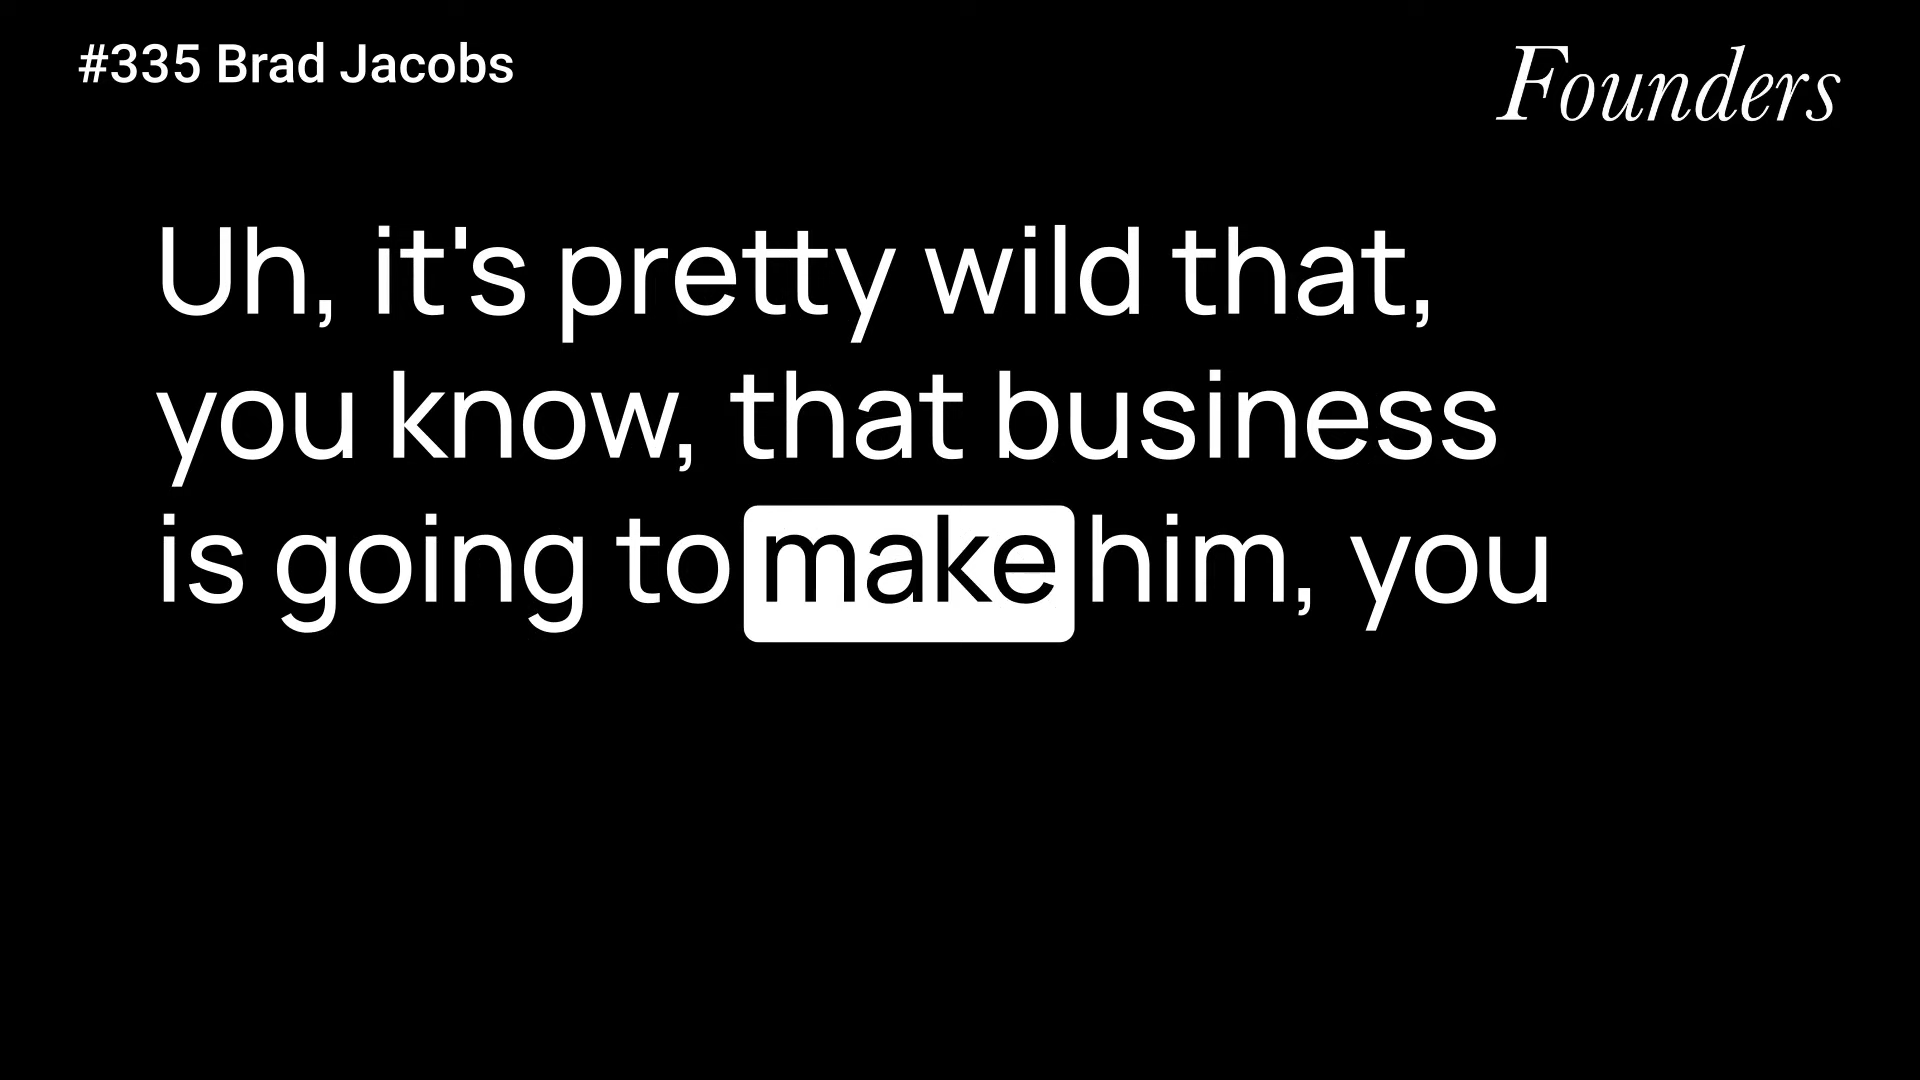 #335 Brad Jacobs
Founders
Uh, it's pretty wild that,
you know, that business
is going to make him, you